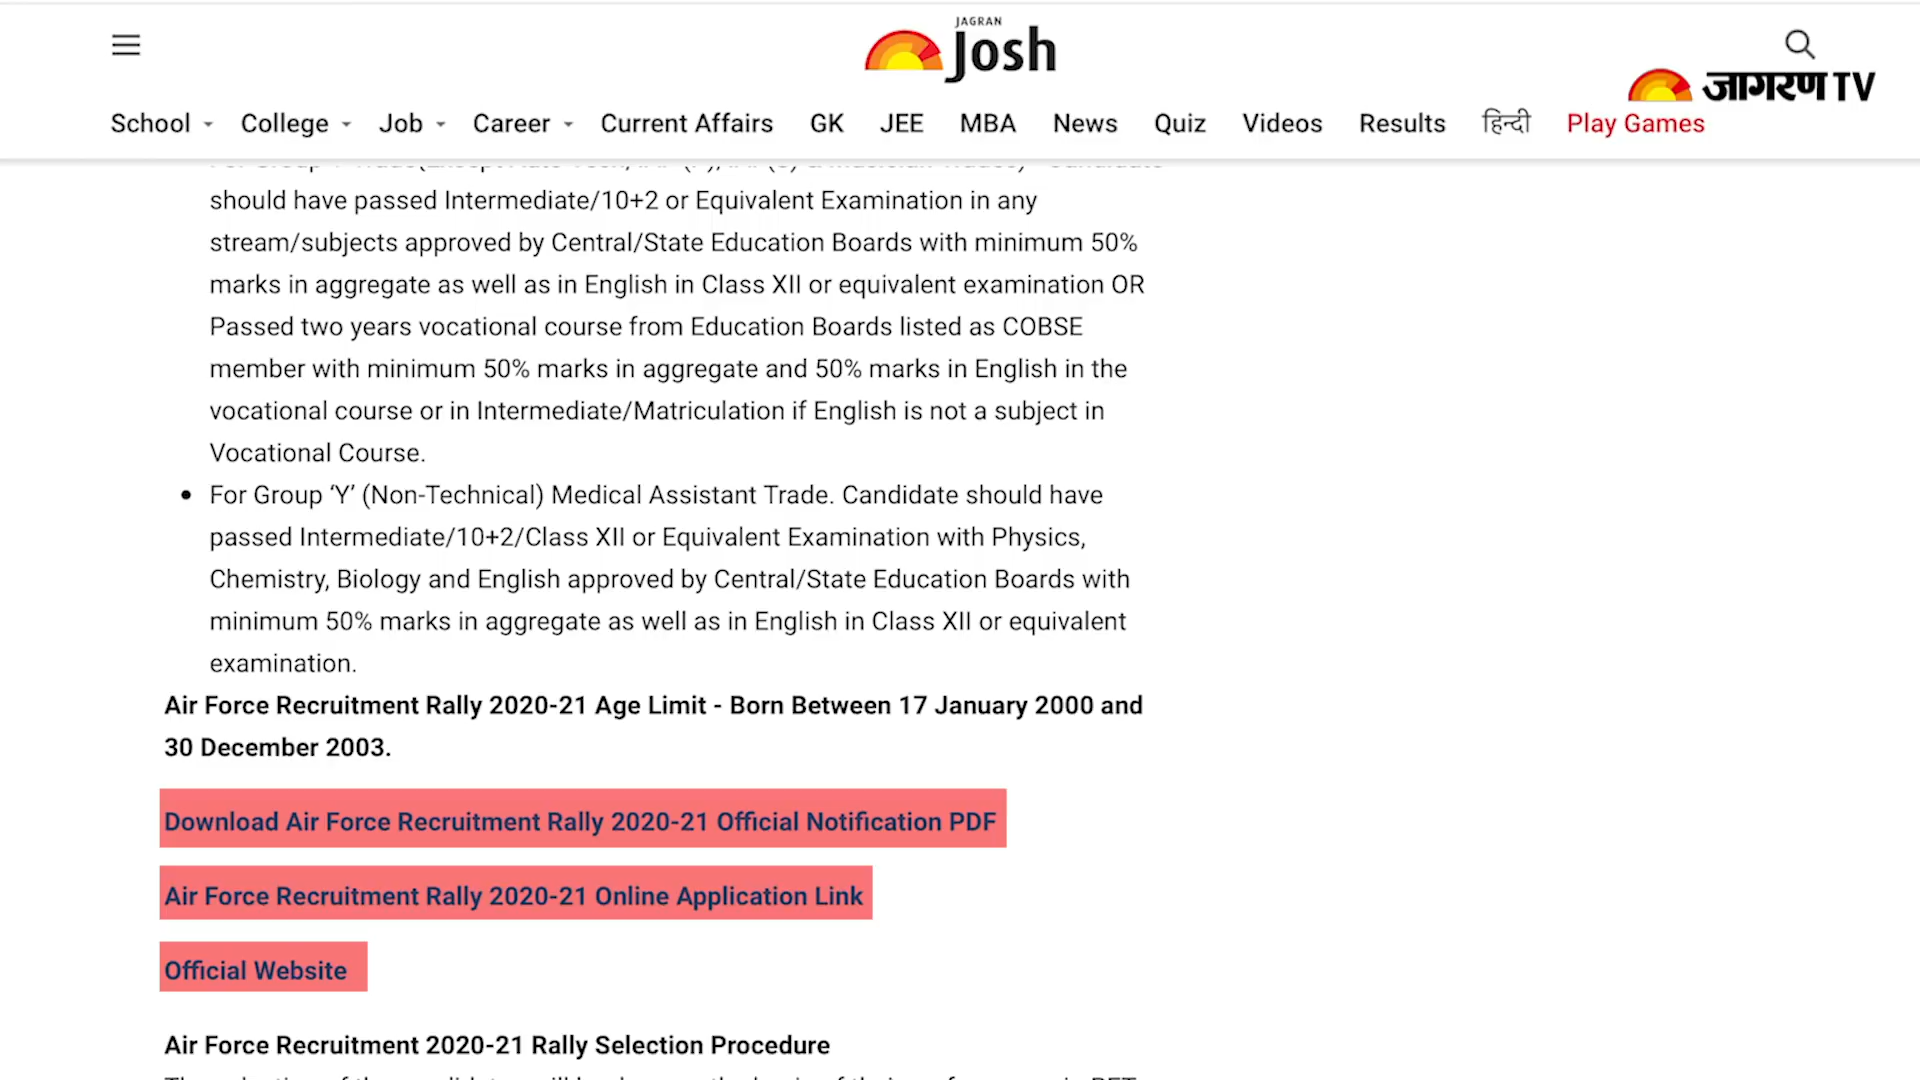 JAGRAN
Josh
जागरण TV
School College Job Career Current Affairs GK JEE MBA News Quiz Videos Results हिन्दी Play Games
should have passed Intermediate/10+2 or Equivalent Examination in any
stream/subjects approved by Central/State Education Boards with minimum 50%
marks in aggregate as well as in English in Class XII or equivalent examination OR
Passed two years vocational course from Education Boards listed as COBSE
member with minimum 50% marks in aggregate and 50% marks in English in the
vocational course or in Intermediate/Matriculation if English is not a subject in
Vocational Course.
• For Group ‘Y’ (Non-Technical) Medical Assistant Trade. Candidate should have
passed Intermediate/10+2/Class XII or Equivalent Examination with Physics,
Chemistry, Biology and English approved by Central/State Education Boards with
minimum 50% marks in aggregate as well as in English in Class XII or equivalent
examination.
Air Force Recruitment Rally 2020-21 Age Limit - Born Between 17 January 2000 and
30 December 2003.
Download Air Force Recruitment Rally 2020-21 Official Notification PDF
Air Force Recruitment Rally 2020-21 Online Application Link
Official Website
Air Force Recruitment 2020-21 Rally Selection Procedure